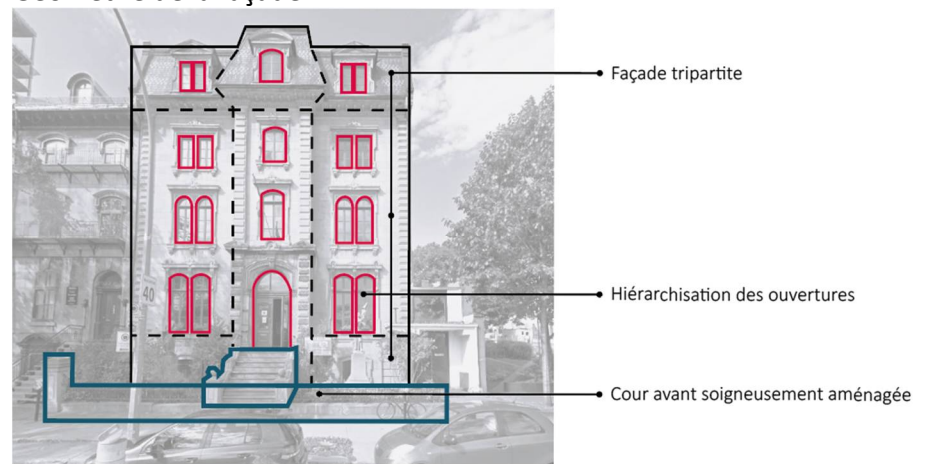 Façade tripartite
40
Hiérarchisation des ouvertures
Cour avant soigneusement aménagée